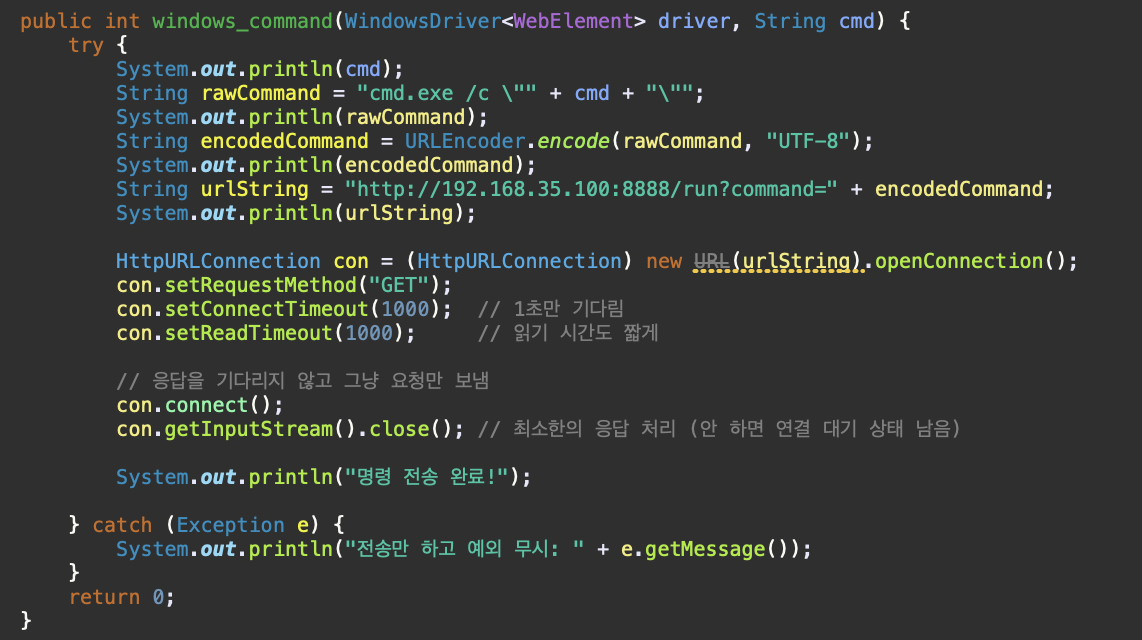 public int windows_command(WindowsDriver<WebElement> driver, String cmd) {
    try {
        System.out.println(cmd);
        String rawCommand = "cmd.exe /c \"" + cmd + "\"";
        System.out.println(rawCommand);
        String encodedCommand = URLEncoder.encode(rawCommand, "UTF-8");
        System.out.println(encodedCommand);
        String urlString = "http://192.168.35.100:8888/run?command=" + encodedCommand;
        System.out.println(urlString);

        HttpURLConnection con = (HttpURLConnection) new URL(urlString).openConnection();
        con.setRequestMethod("GET");
        con.setConnectTimeout(1000);  // 1초만 기다림
        con.setReadTimeout(1000);     // 읽기 시간도 짧게

        // 응답을 기다리지 않고 그냥 요청만 보냄
        con.connect();
        con.getInputStream().close(); // 최소한의 응답 처리 (안 하면 연결 대기 상태 남음)

        System.out.println("명령 전송 완료!");

    } catch (Exception e) {
        System.out.println("전송만 하고 예외 무시: " + e.getMessage());
    }
    return 0;
}